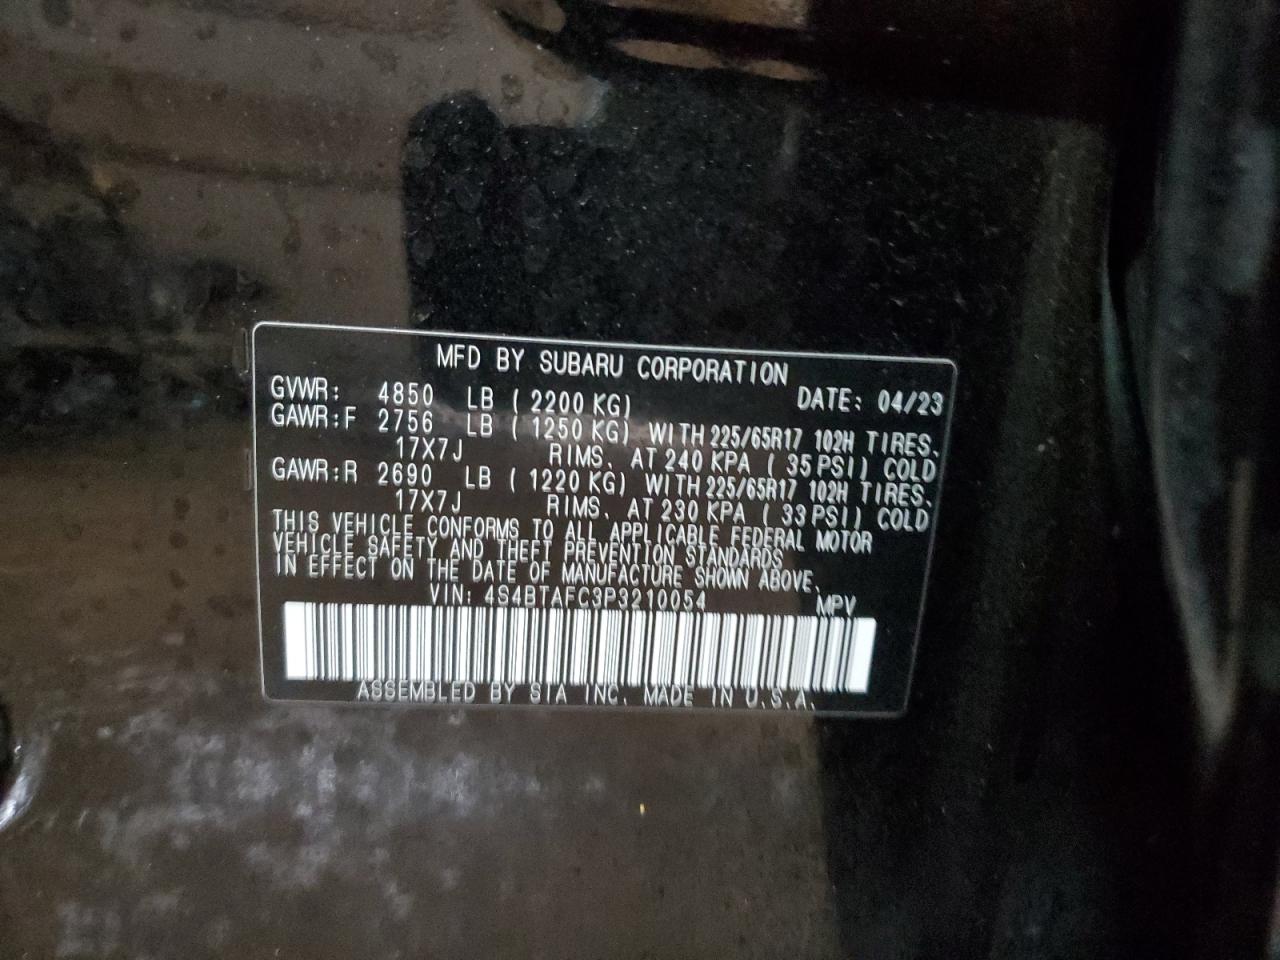 MFD BY SUBARU CORPORATION
GVWR: 4850 LB ( 2200 KG) DATE: 04/23
GAWR:F 2756 LB ( 1250 KG) WITH 225/65R17 102H TIRES,
17X7J RIMS, AT 240 KPA ( 35 PSI) COLD
GAWR:R 2690 LB ( 1220 KG) WITH 225/65R17 102H TIRES,
17X7J RIMS, AT 230 KPA ( 33 PSI) COLD
THIS VEHICLE CONFORMS TO ALL APPLICABLE FEDERAL MOTOR
VEHICLE SAFETY AND THEFT PREVENTION STANDARDS
IN EFFECT ON THE DATE OF MANUFACTURE SHOWN ABOVE.
VIN: 4S4BTAFC3P3210054 MPV
ASSEMBLED BY SIA INC. MADE IN U.S.A.